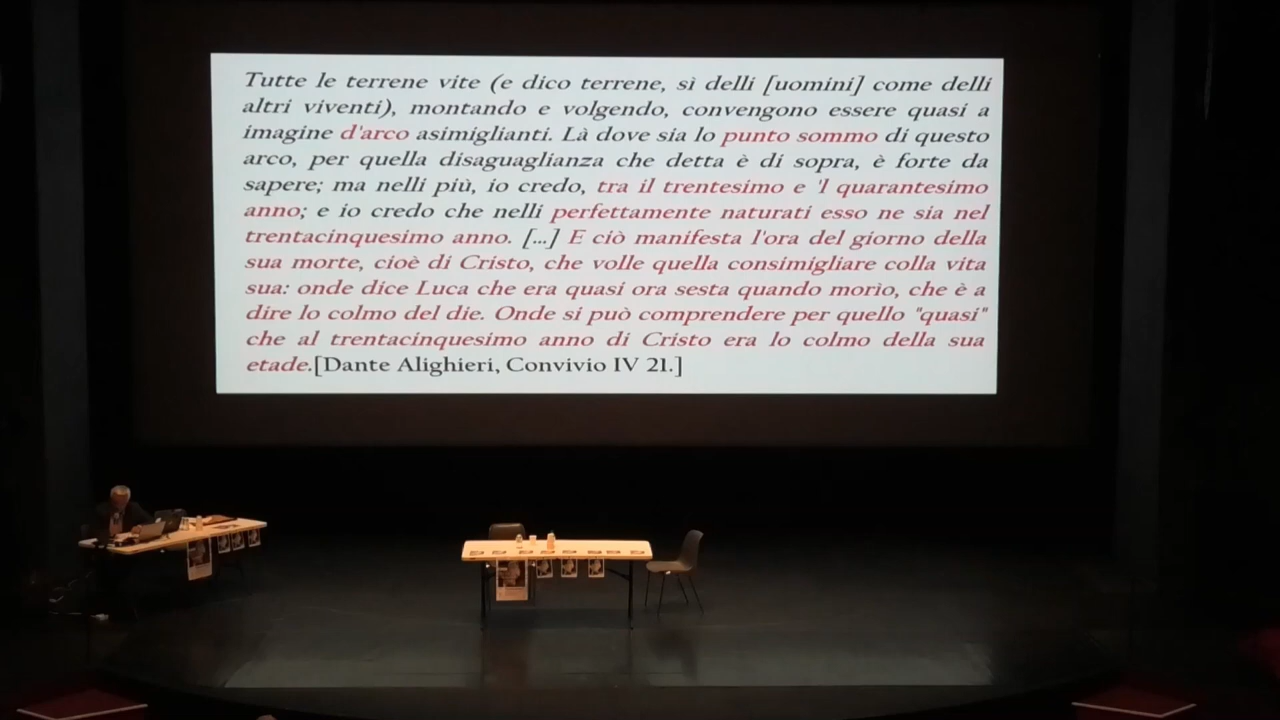 Tutte le terrene vite (e dico terrene, sì delli [uomini] come delli
altri viventi), montando e volgendo, convengono essere quasi a
imagine d'arco asimiglianti. Là dove sia lo punto sommo di questo
arco, per quella disaguaglianza che detta è di sopra, è forte da
sapere; ma nelli più, io credo, tra il trentesimo e 'l quarantesimo
anno; e io credo che nelli perfettamente naturati esso ne sia nel
trentacinquesimo anno. [...] E ciò manifesta l'ora del giorno della
sua morte, cioè di Cristo, che volle quella consimigliare colla vita
sua: onde dice Luca che era quasi ora sesta quando morìo, che è a
dire lo colmo del die. Onde si può comprendere per quello "quasi"
che al trentacinquesimo anno di Cristo era lo colmo della sua
etade.[Dante Alighieri, Convivio IV 21.]